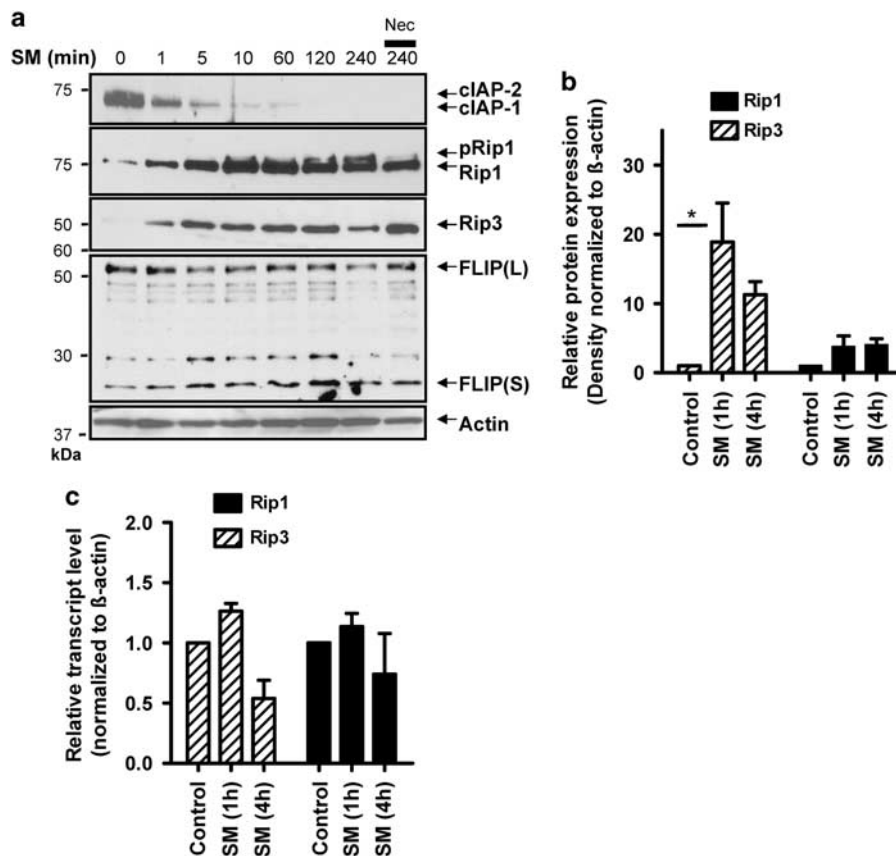 a
Nec
SM (min) 0 1 5 10 60 120 240 240
75
cIAP-2
cIAP-1
75
pRip1
Rip1
50
Rip3
60
50
FLIP(L)
30
FLIP(S)
Actin
37
kDa
b
Rip1
Rip3
Relative protein expression
(Density normalized to ß-actin)
30
20
10
0
*
Control
SM (1h)
SM (4h)
Control
SM (1h)
SM (4h)
c
Rip1
Rip3
Relative transcript level
(normalized to ß-actin)
2.0
1.5
1.0
0.5
0.0
Control
SM (1h)
SM (4h)
Control
SM (1h)
SM (4h)